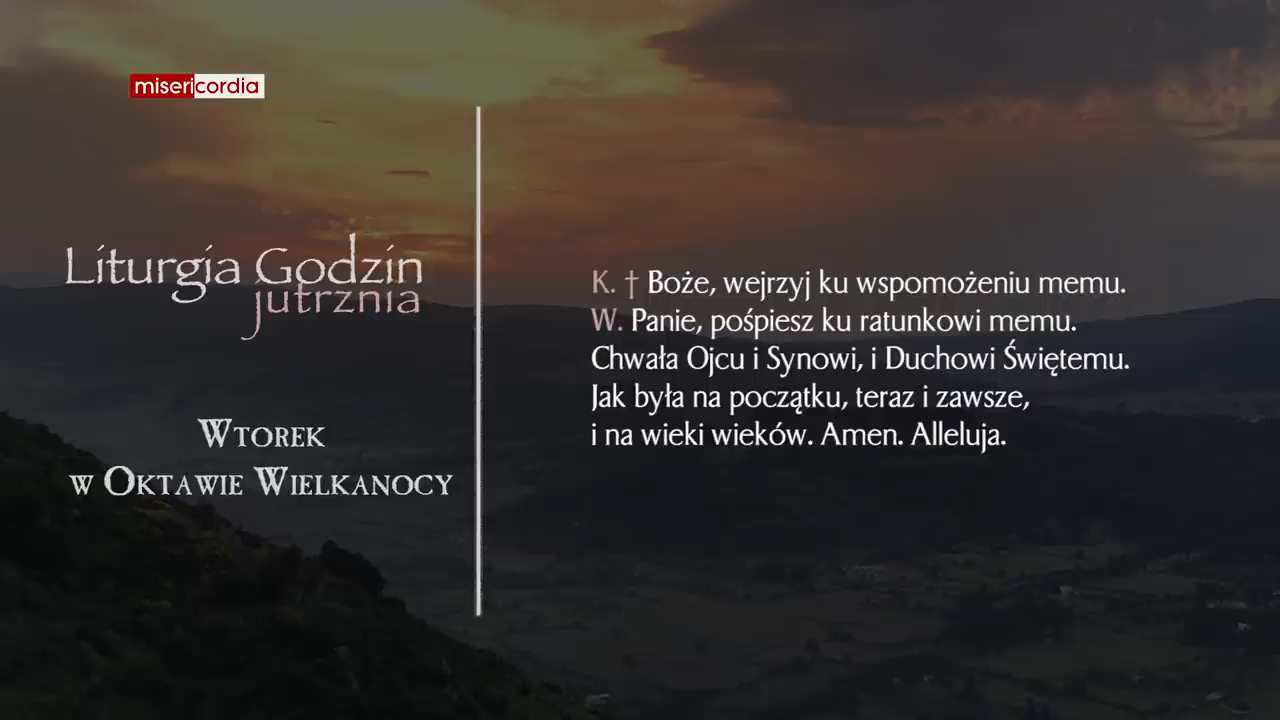 misericordia
Liturgia Godzin
jutrznia
Wtorek
w Oktawie Wielkanocy
K. † Boże, wejrzyj ku wspomożeniu memu.
W. Panie, pośpiesz ku ratunkowi memu.
Chwała Ojcu i Synowi, i Duchowi Świętemu.
Jak była na początku, teraz i zawsze,
i na wieki wieków. Amen. Alleluja.